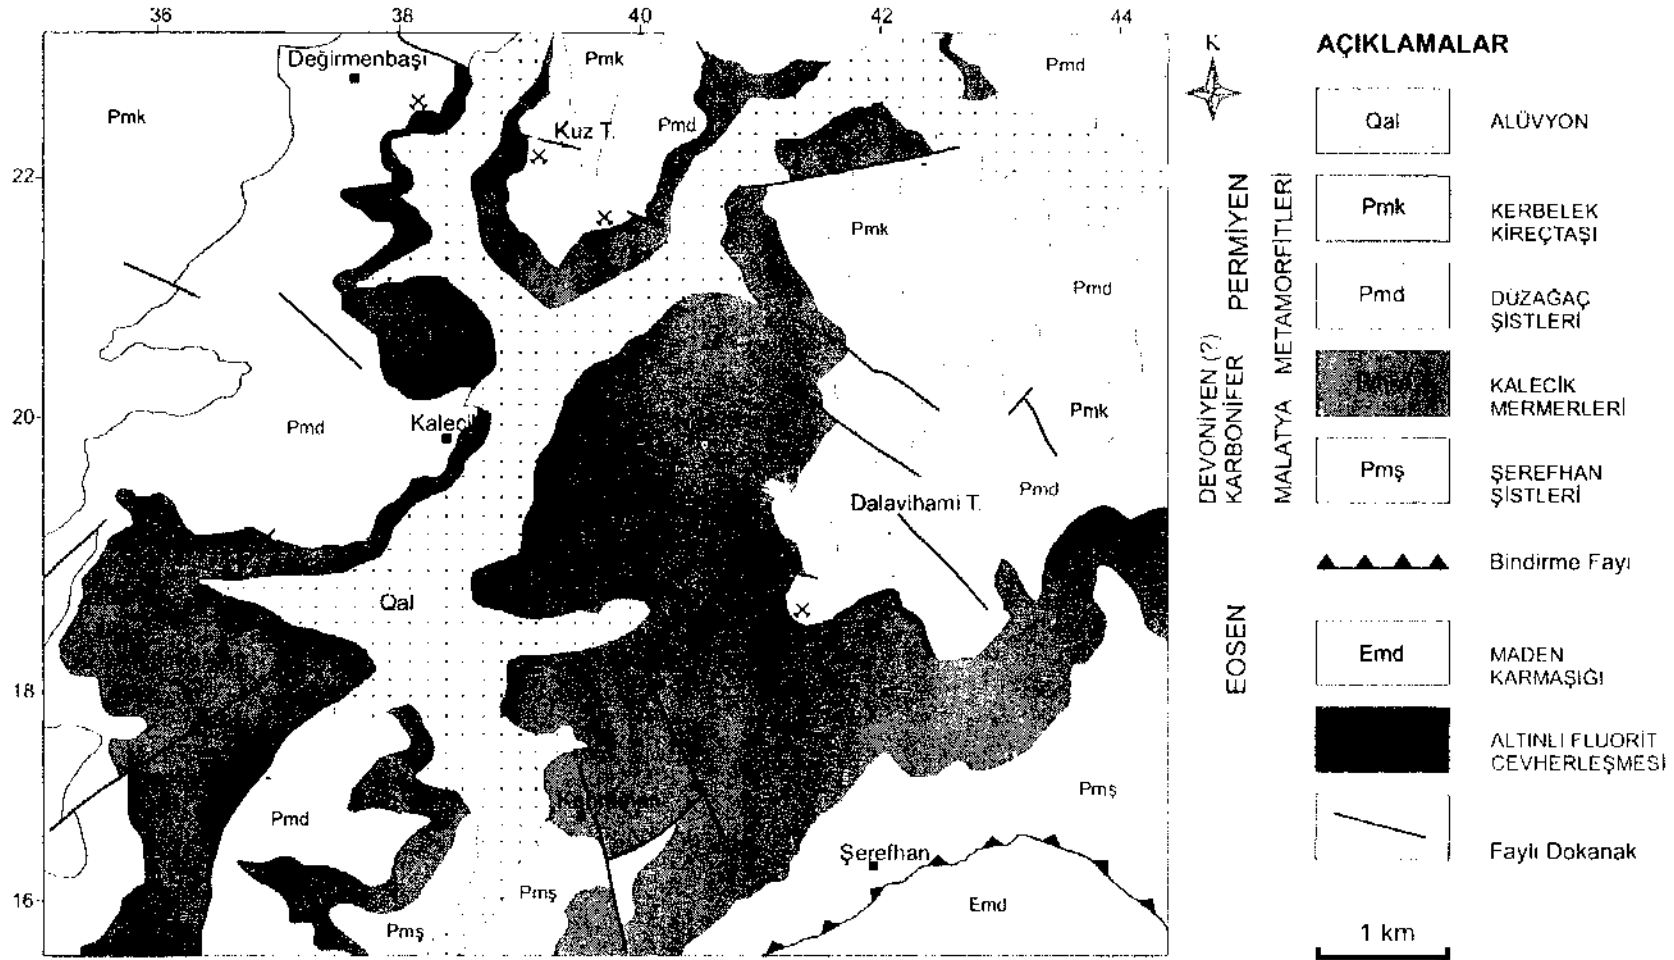 36 38 40 42 44
22
20
18
16
Değirmenbaşı
Pmk
Pmk
Kuz T.
Pmd
Pmd
Pmk
Pmd
Pmk
Pmd
Kaleci
Pmd
Dalavihami T.
Qal
Pmd
Pmş
Pmş
Pmş
Şerefhan
Emd
K
AÇIKLAMALAR
Qal
ALÜVYON
Pmk
KERBELEK
KİREÇTAŞI
Pmd
DÜZAĞAÇ
ŞİSTLERİ
KALECİK
MERMERLERİ
Pmş
ŞEREFHAN
ŞİSTLERİ
Bindirme Fayı
Emd
MADEN
KARMAŞIĞI
ALTINLI FLUORİT
CEVHERLEŞMESİ
Faylı Dokanak
1 km
PERMİYEN
DEVONİYEN (?)
KARBONİFER
MALATYA METAMORFİTLERİ
EOSEN